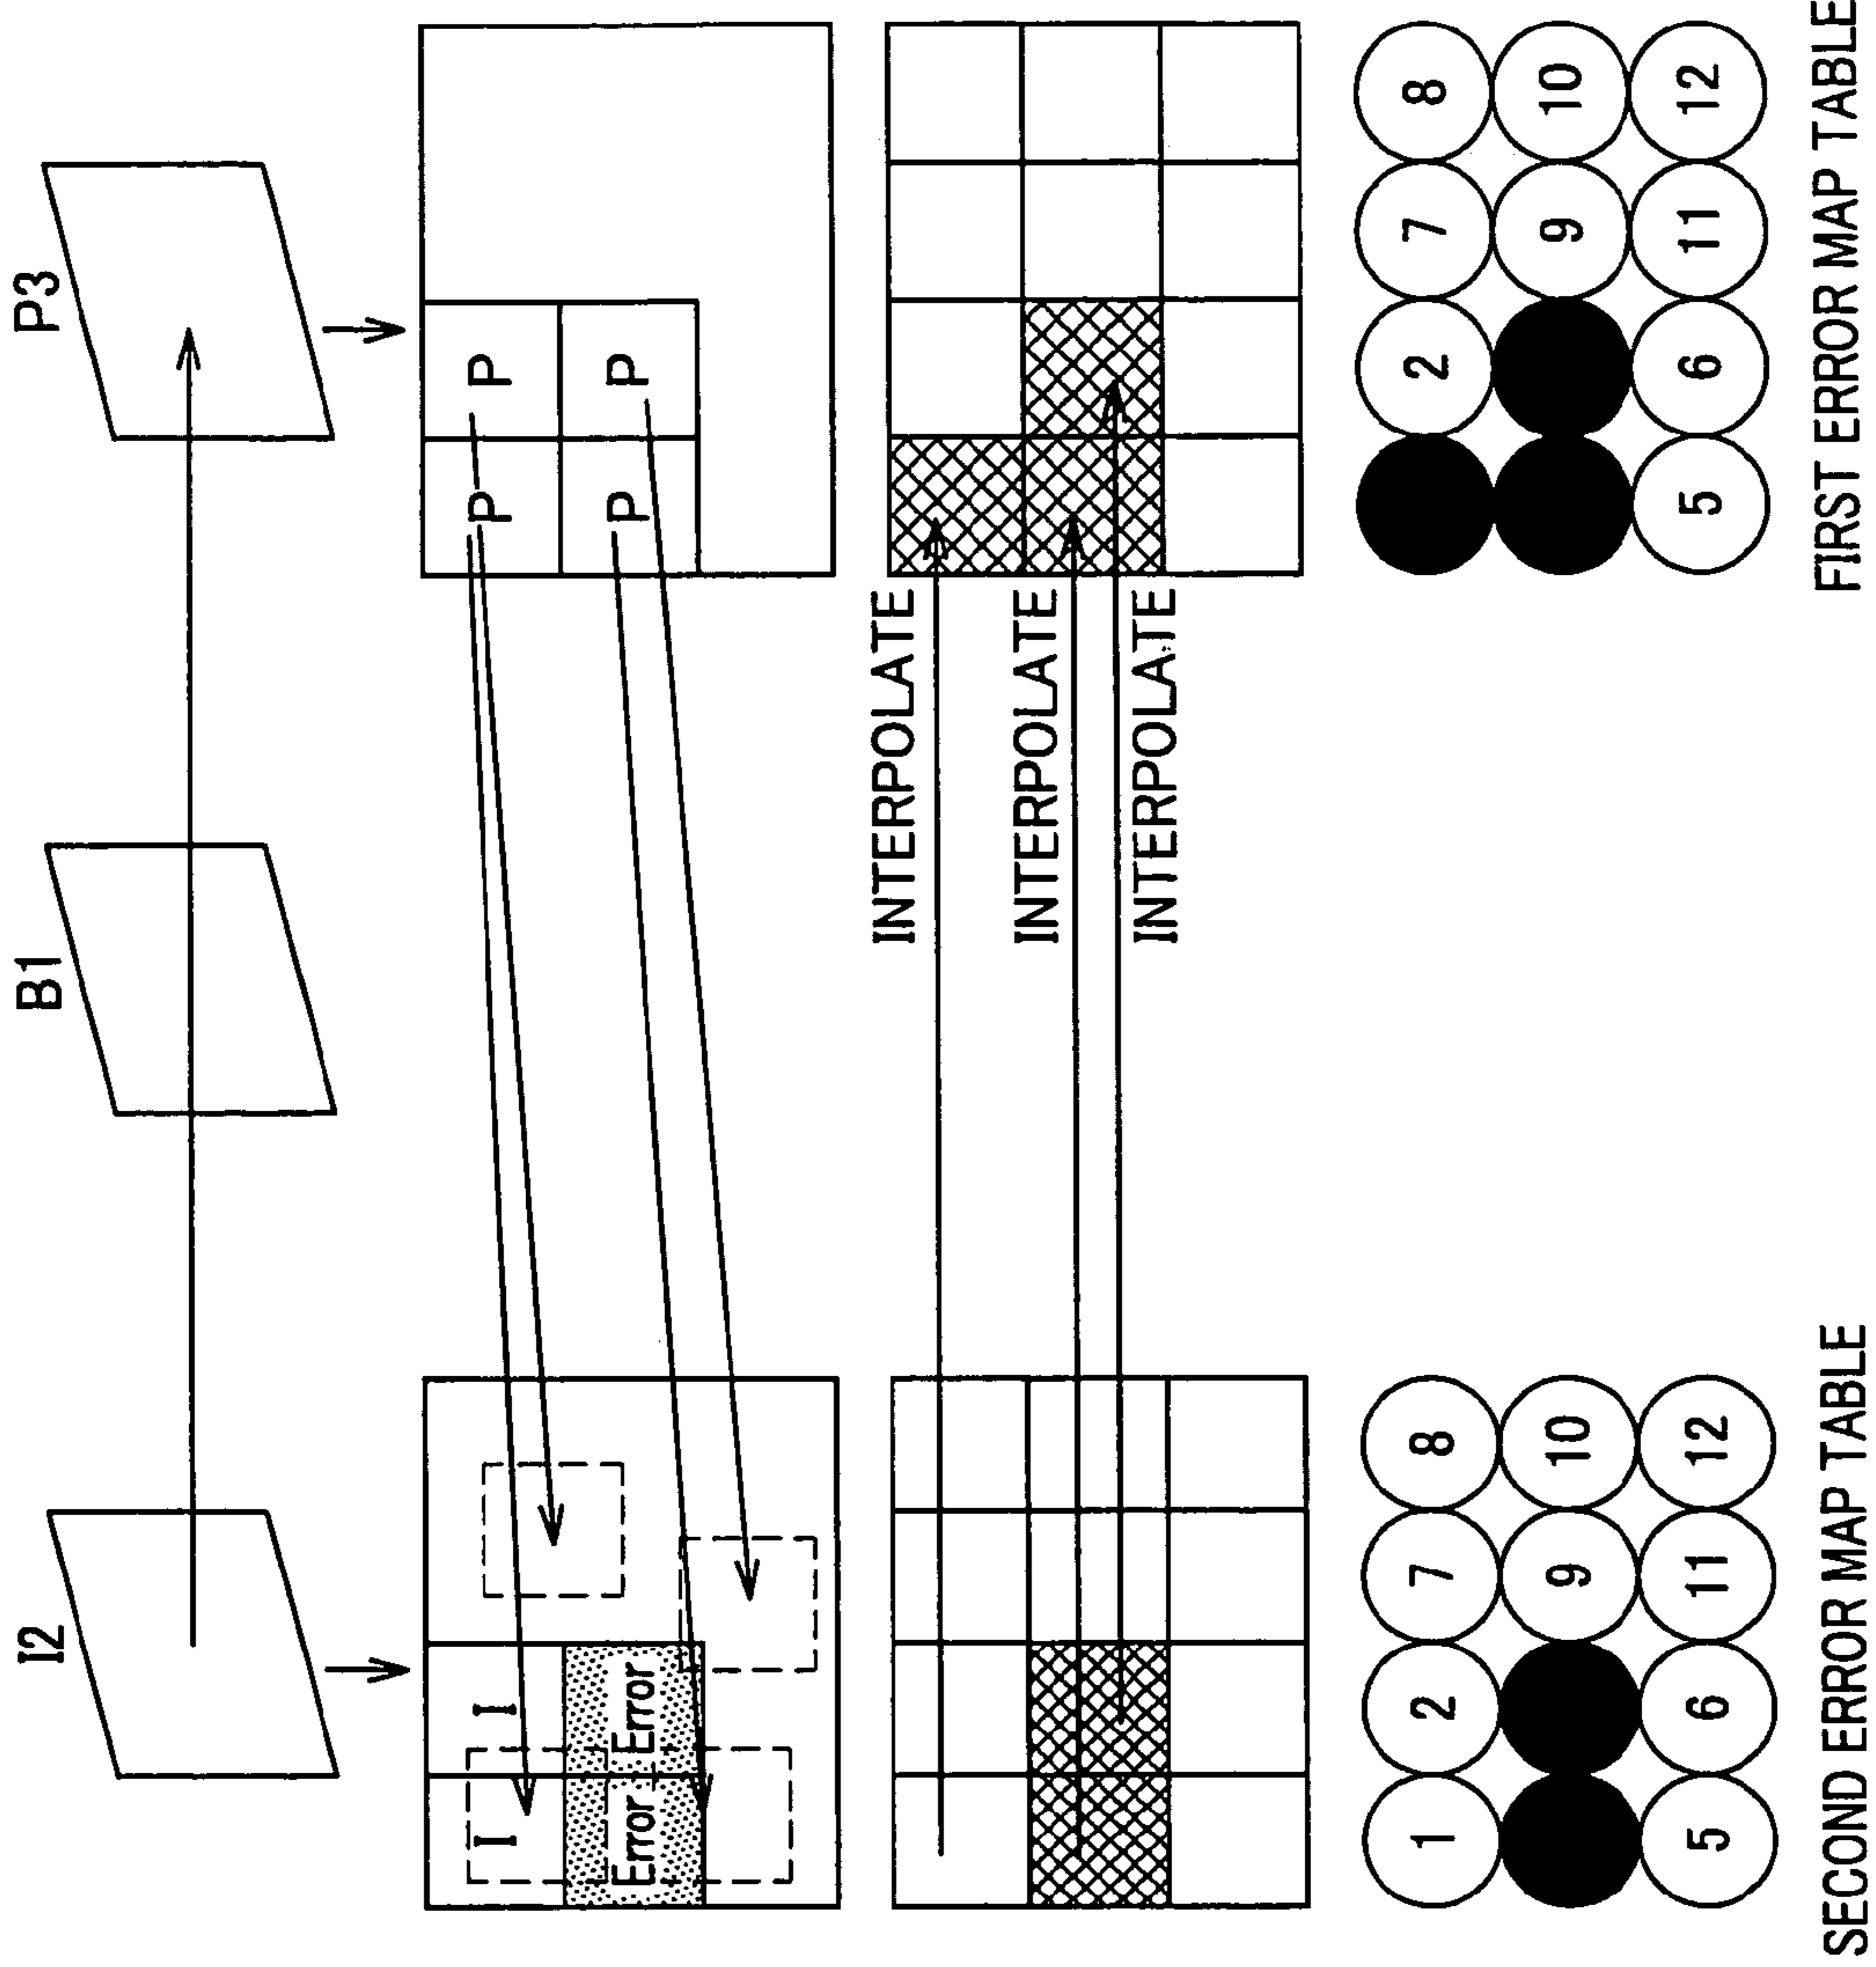 I2 B1 P3
I I P P
Error Error P P
INTERPOLATE
INTERPOLATE
INTERPOLATE
1 2 7 8 2 7 8
9 10 9 10
5 6 11 12 5 6 11 12
SECOND ERROR MAP TABLE FIRST ERROR MAP TABLE